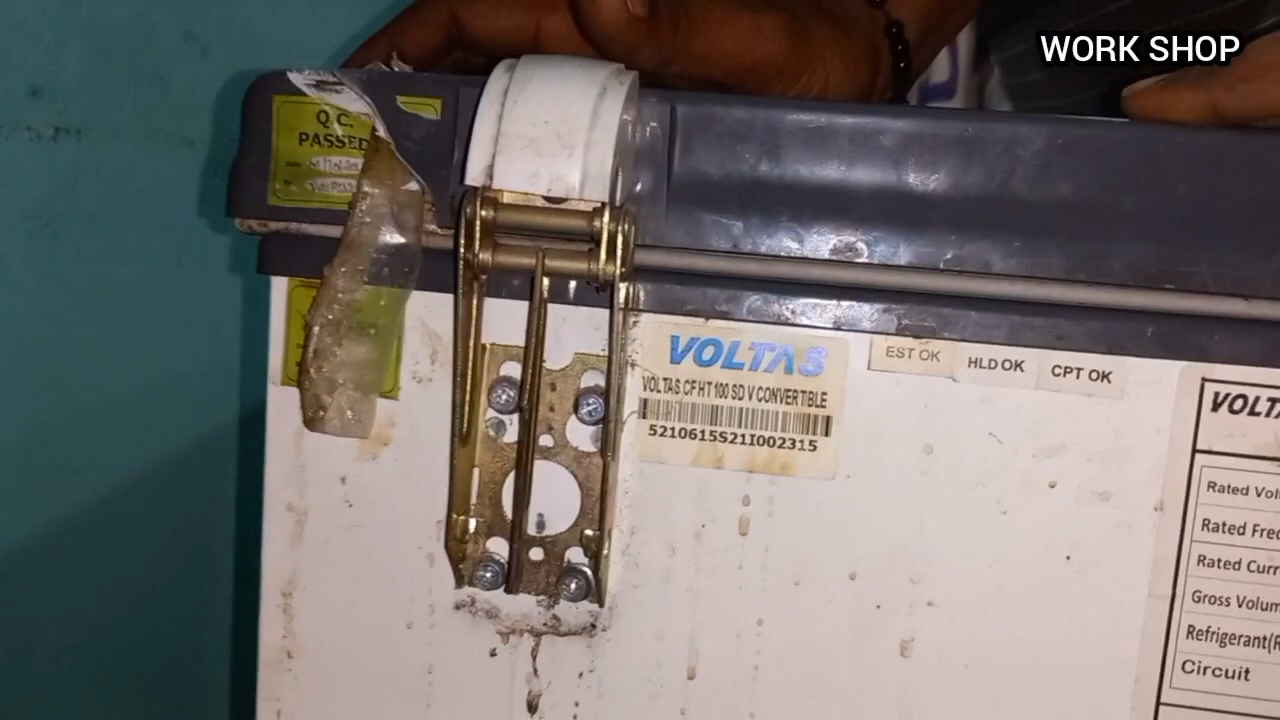 WORK SHOP
Q.C.
PASSED
VOLTAS
VOLTAS CF HT 100 SD V CONVERTIBLE
5210615S21I002315
EST OK
HLD OK
CPT OK
VOLT
Rated Vol
Rated Fre
Rated Curr
Gross Volum
Refrigerant(R
Circuit